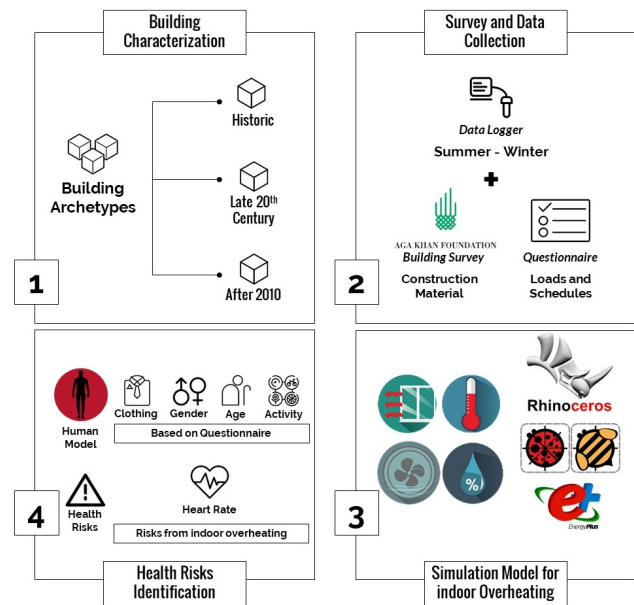 Building
Characterization
Building
Archetypes
Historic
Late 20th
Century
After 2010
1
Survey and Data
Collection
Data Logger
Summer - Winter
+
AGA KHAN FOUNDATION
Building Survey
Construction
Material
Questionnaire
Loads and
Schedules
2
Human
Model
Clothing
Gender
Age
Activity
Based on Questionnaire
Health
Risks
Heart Rate
Risks from indoor overheating
4
Health Risks
Identification
Rhinoceros
%
e+
EnergyPlus
3
Simulation Model for
indoor Overheating